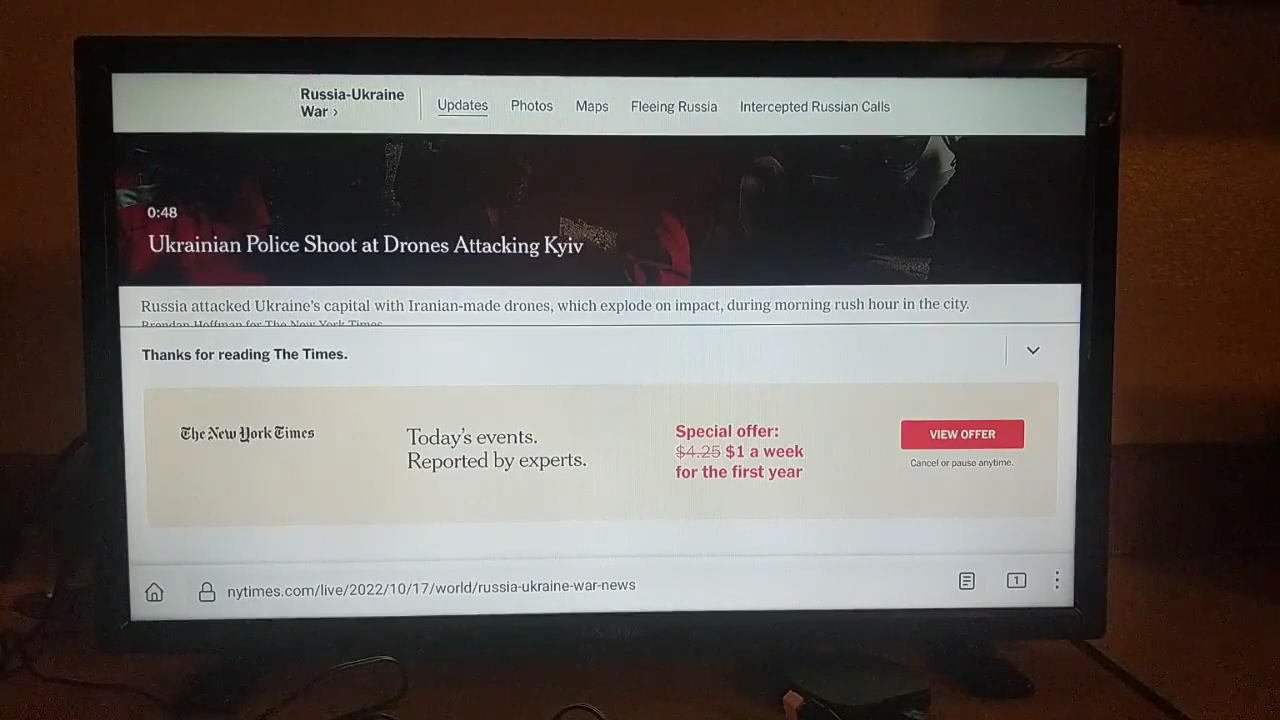 Russia-Ukraine
War ›
Updates
Photos
Maps
Fleeing Russia
Intercepted Russian Calls
0:48
Ukrainian Police Shoot at Drones Attacking Kyiv
Russia attacked Ukraine’s capital with Iranian-made drones, which explode on impact, during morning rush hour in the city.
Brendan Hoffman for The New York Times
Thanks for reading The Times.
The New York Times
Today’s events.
Reported by experts.
Special offer:
$4.25 $1 a week
for the first year
VIEW OFFER
Cancel or pause anytime.
nytimes.com/live/2022/10/17/world/russia-ukraine-war-news
1